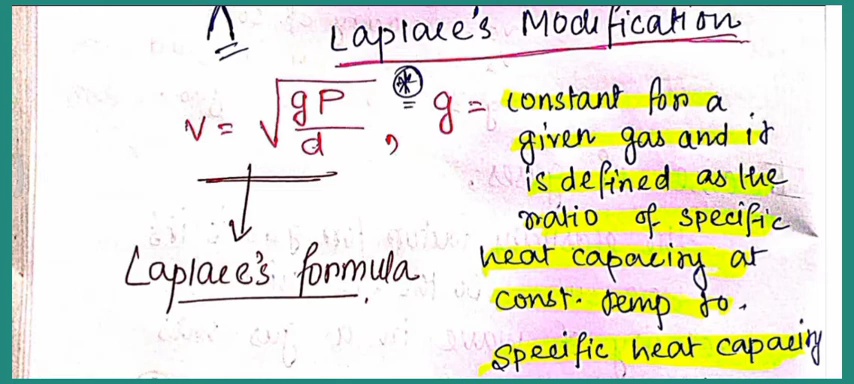 Laplace's Modification
v = √gP/d , * g = constant for a
given gas and it
is defined as the
ratio of specific
heat capacity at
const. temp to.
specific heat capacity
Laplace's formula.